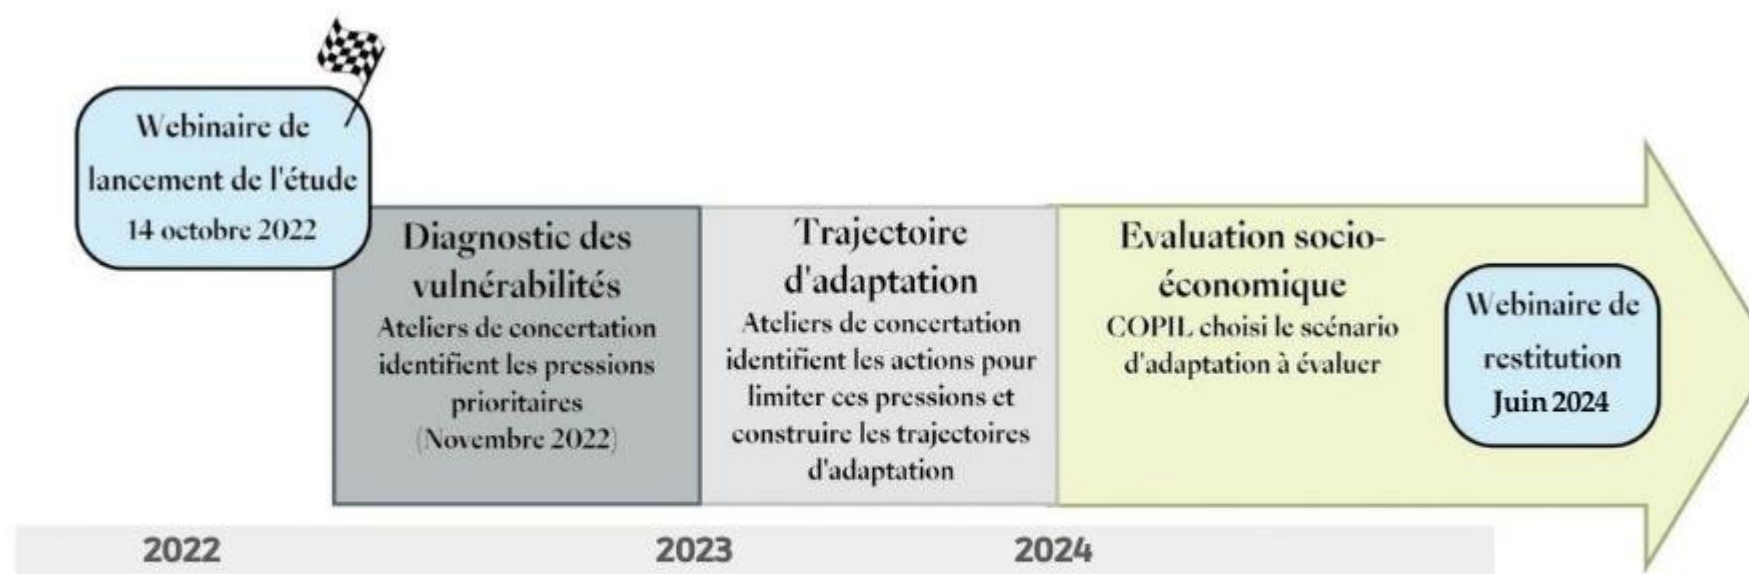 Webinaire de
lancement de l'étude
14 octobre 2022
Diagnostic des
vulnérabilités
Ateliers de concertation
identifient les pressions
prioritaires
(Novembre 2022)
Trajectoire
d'adaptation
Ateliers de concertation
identifient les actions pour
limiter ces pressions et
construire les trajectoires
d'adaptation
Evaluation socio-
économique
COPIL choisi le scénario
d'adaptation à évaluer
Webinaire de
restitution
Juin 2024
2022
2023
2024